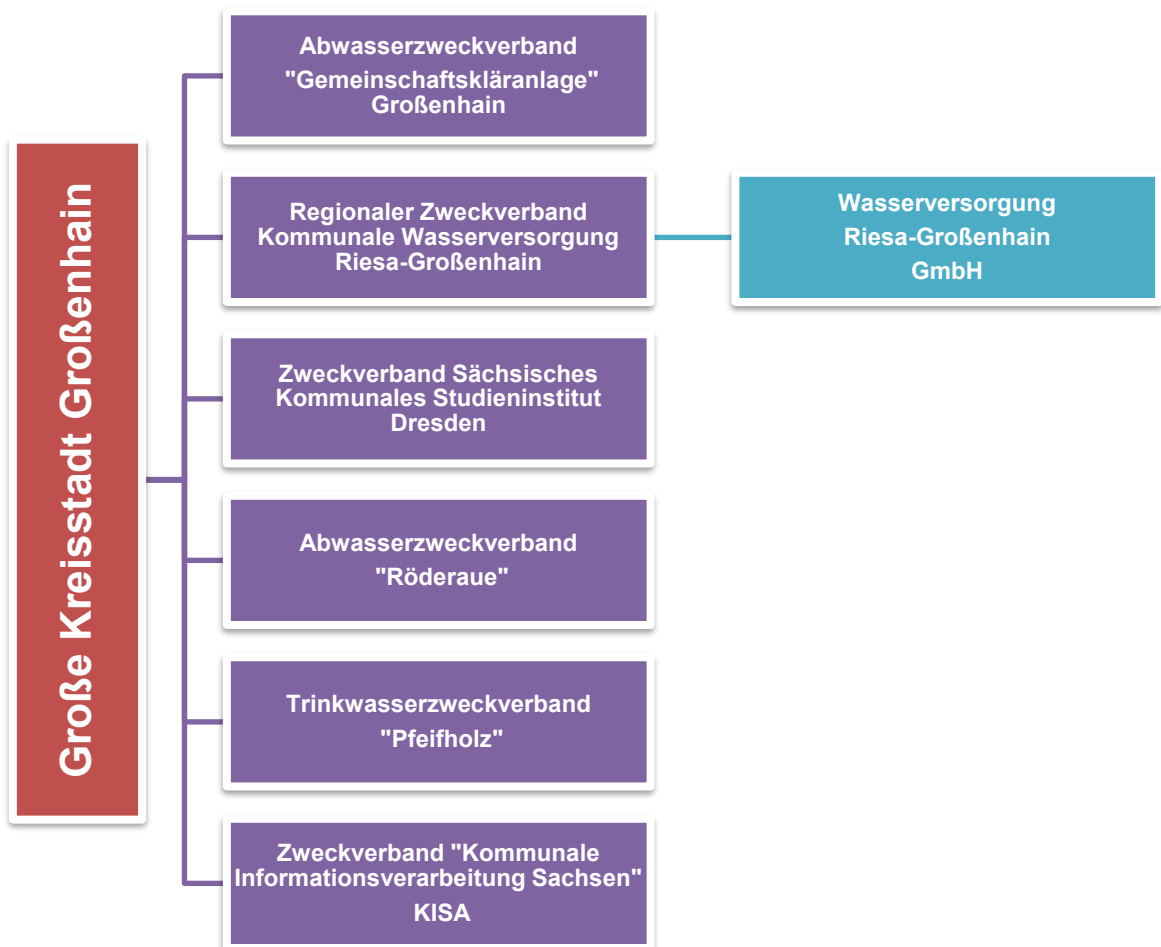 Große Kreisstadt Großenhain
Abwasserzweckverband
"Gemeinschaftskläranlage"
Großenhain
Regionaler Zweckverband
Kommunale Wasserversorgung
Riesa-Großenhain
Wasserversorgung
Riesa-Großenhain
GmbH
Zweckverband Sächsisches
Kommunales Studieninstitut
Dresden
Abwasserzweckverband
"Röderaue"
Trinkwasserzweckverband
"Pfeifholz"
Zweckverband "Kommunale
Informationsverarbeitung Sachsen"
KISA